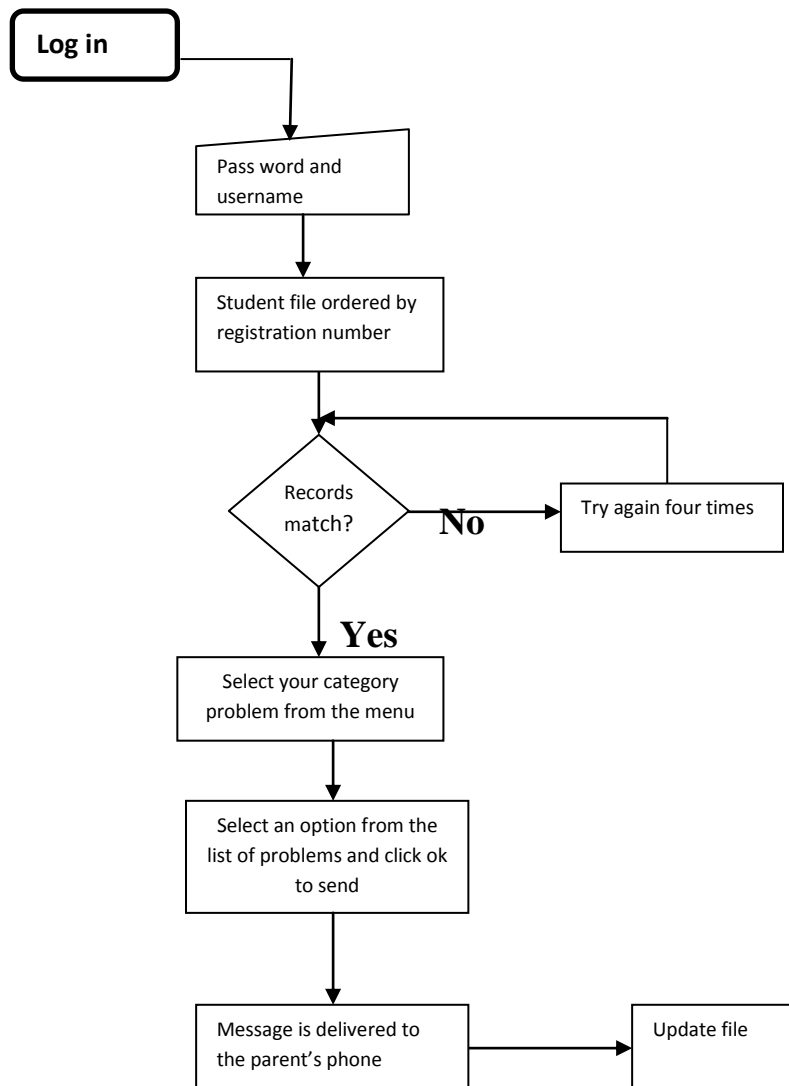 Log in
Pass word and
username
Student file ordered by
registration number
Records
match?
No
Try again four times
Yes
Select your category
problem from the menu
Select an option from the
list of problems and click ok
to send
Message is delivered to
the parent’s phone
Update file